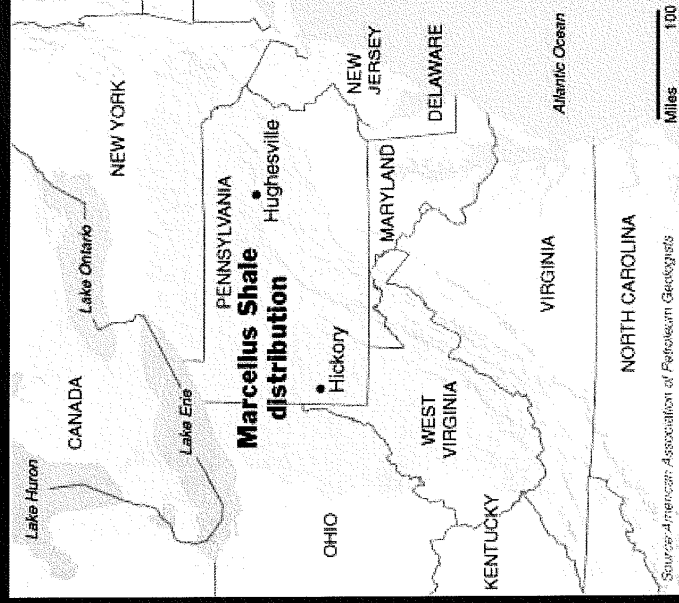 Lake Huron
CANADA
Lake Ontario
NEW YORK
Lake Erie
PENNSYLVANIA
Marcellus Shale
distribution
Hughesville
Hickory
NEW
JERSEY
OHIO
MARYLAND
DELAWARE
WEST
VIRGINIA
KENTUCKY
VIRGINIA
Atlantic Ocean
NORTH CAROLINA
Source: American Association of Petroleum Geologists
Miles 100